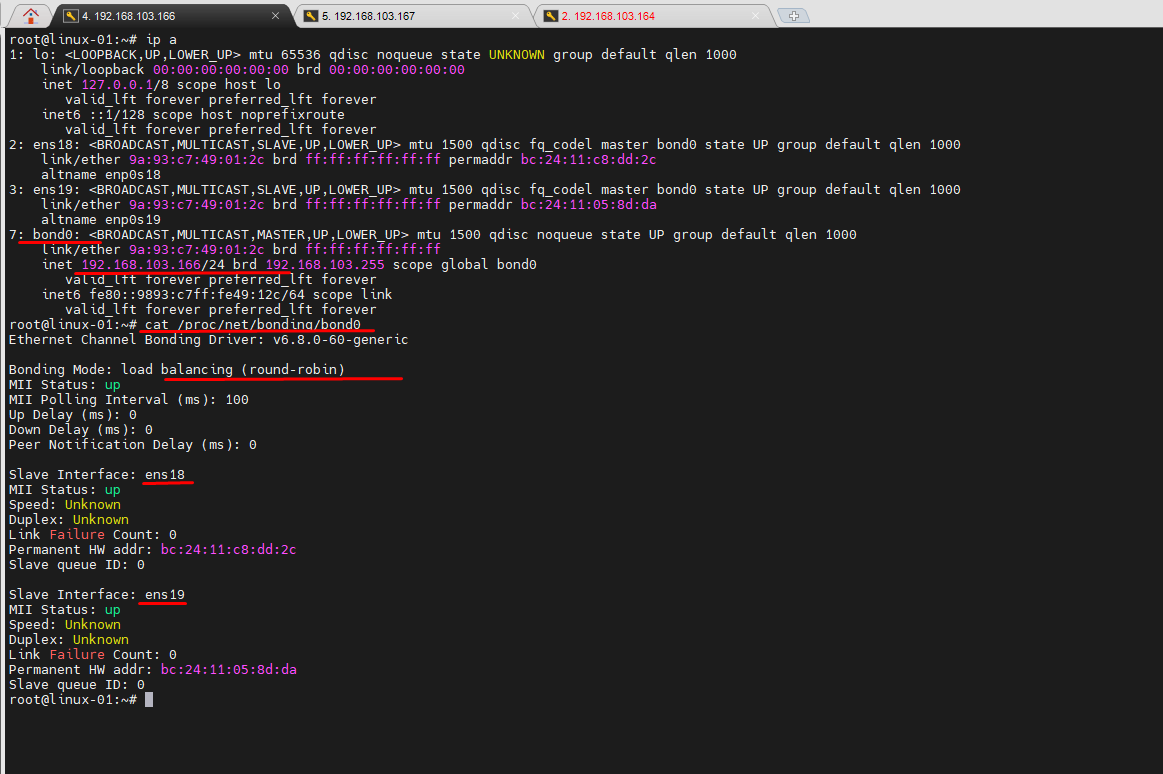 4. 192.168.103.166
5. 192.168.103.167
2. 192.168.103.164
root@linux-01:~# ip a
1: lo: <LOOPBACK,UP,LOWER_UP> mtu 65536 qdisc noqueue state UNKNOWN group default qlen 1000
    link/loopback 00:00:00:00:00:00 brd 00:00:00:00:00:00
    inet 127.0.0.1/8 scope host lo
       valid_lft forever preferred_lft forever
    inet6 ::1/128 scope host noprefixroute
       valid_lft forever preferred_lft forever
2: ens18: <BROADCAST,MULTICAST,SLAVE,UP,LOWER_UP> mtu 1500 qdisc fq_codel master bond0 state UP group default qlen 1000
    link/ether 9a:93:c7:49:01:2c brd ff:ff:ff:ff:ff:ff permaddr bc:24:11:c8:dd:2c
    altname enp0s18
3: ens19: <BROADCAST,MULTICAST,SLAVE,UP,LOWER_UP> mtu 1500 qdisc fq_codel master bond0 state UP group default qlen 1000
    link/ether 9a:93:c7:49:01:2c brd ff:ff:ff:ff:ff:ff permaddr bc:24:11:05:8d:da
    altname enp0s19
7: bond0: <BROADCAST,MULTICAST,MASTER,UP,LOWER_UP> mtu 1500 qdisc noqueue state UP group default qlen 1000
    link/ether 9a:93:c7:49:01:2c brd ff:ff:ff:ff:ff:ff
    inet 192.168.103.166/24 brd 192.168.103.255 scope global bond0
       valid_lft forever preferred_lft forever
    inet6 fe80::9893:c7ff:fe49:12c/64 scope link
       valid_lft forever preferred_lft forever
root@linux-01:~# cat /proc/net/bonding/bond0
Ethernet Channel Bonding Driver: v6.8.0-60-generic
Bonding Mode: load balancing (round-robin)
MII Status: up
MII Polling Interval (ms): 100
Up Delay (ms): 0
Down Delay (ms): 0
Peer Notification Delay (ms): 0
Slave Interface: ens18
MII Status: up
Speed: Unknown
Duplex: Unknown
Link Failure Count: 0
Permanent HW addr: bc:24:11:c8:dd:2c
Slave queue ID: 0
Slave Interface: ens19
MII Status: up
Speed: Unknown
Duplex: Unknown
Link Failure Count: 0
Permanent HW addr: bc:24:11:05:8d:da
Slave queue ID: 0
root@linux-01:~#